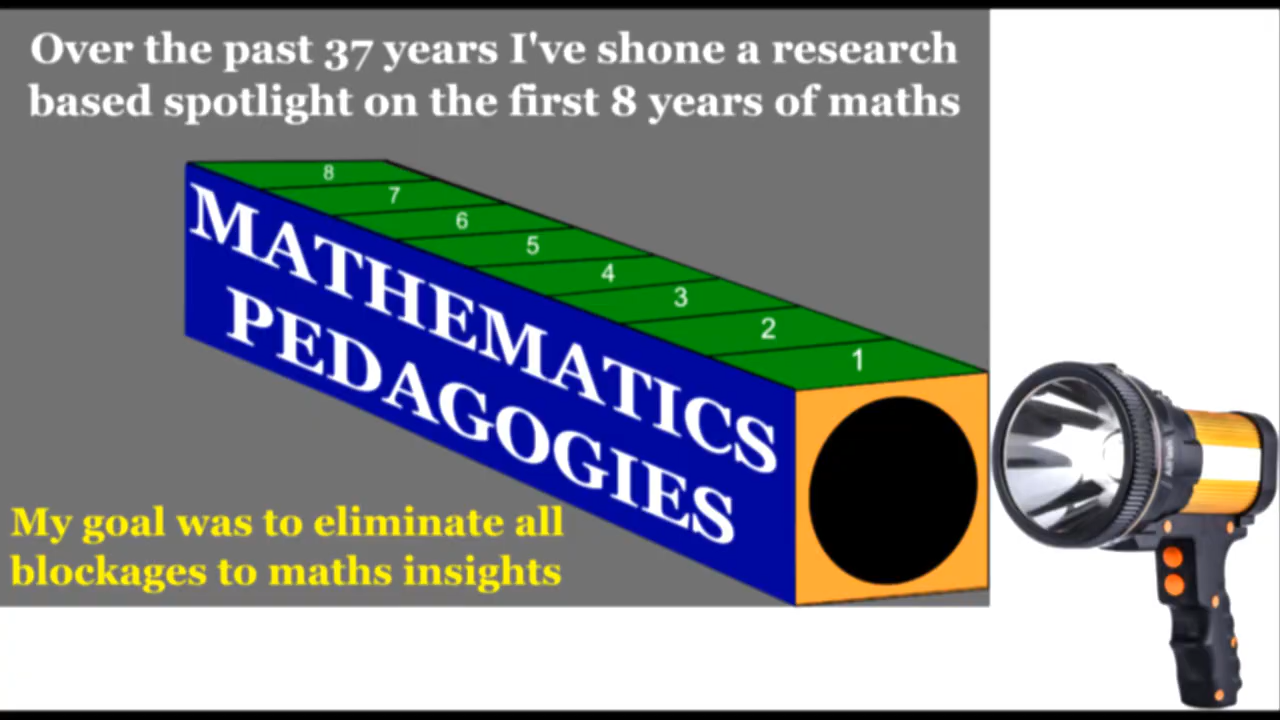 Over the past 37 years I've shone a research
based spotlight on the first 8 years of maths
8
7
6
5
4
3
2
1
MATHEMATICS
PEDAGOGIES
My goal was to eliminate all
blockages to maths insights